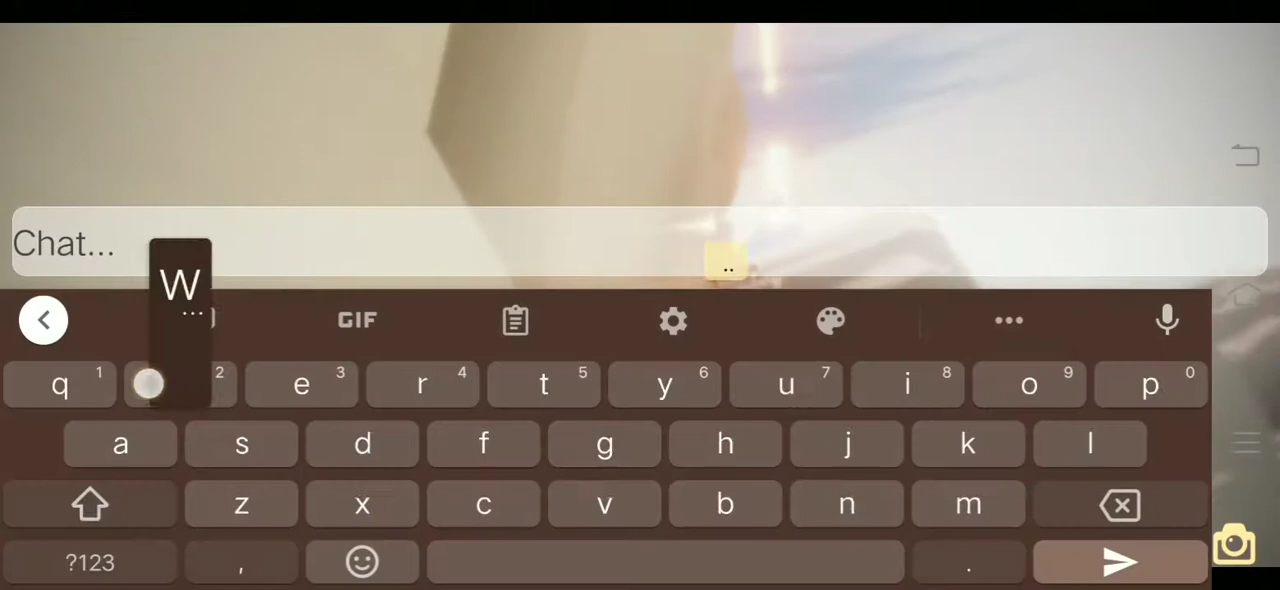 Chat...
..
W
...
GIF
...
q 1 2 e 3 r 4 t 5 y 6 u 7 i 8 o 9 p 0
a s d f g h j k l
z x c v b n m
?123 , .